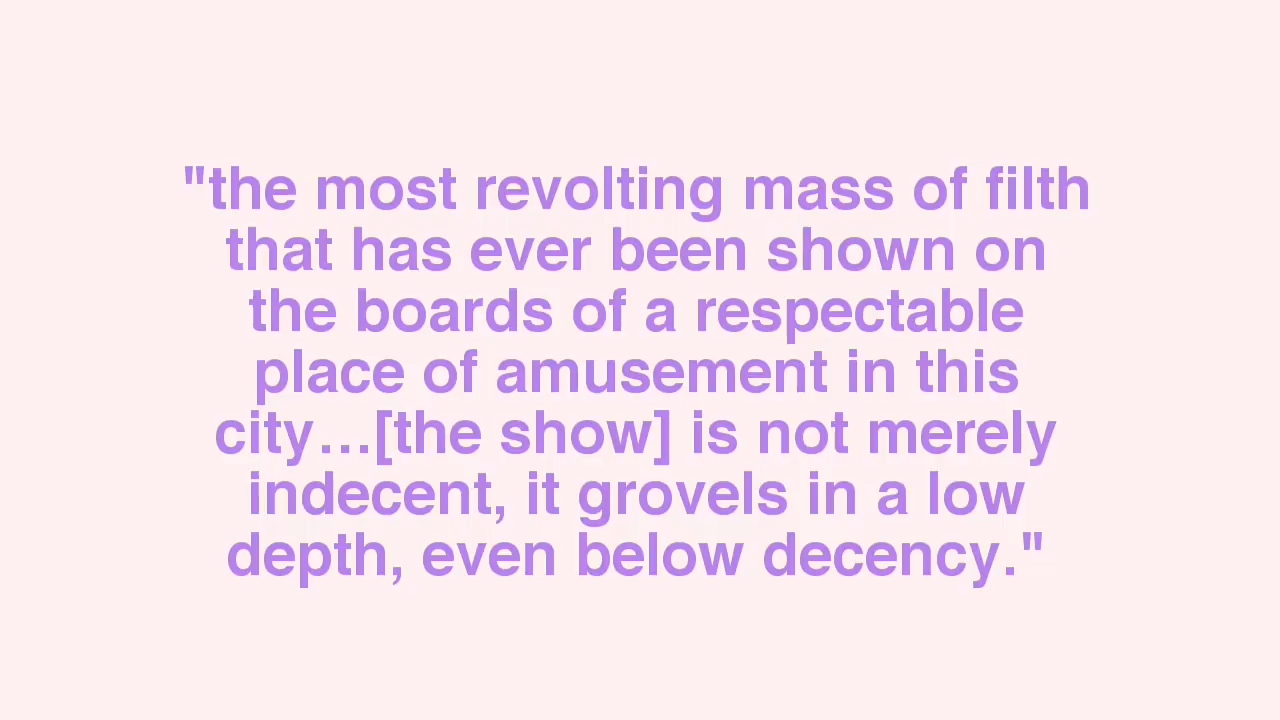 "the most revolting mass of filth
that has ever been shown on
the boards of a respectable
place of amusement in this
city…[the show] is not merely
indecent, it grovels in a low
depth, even below decency."